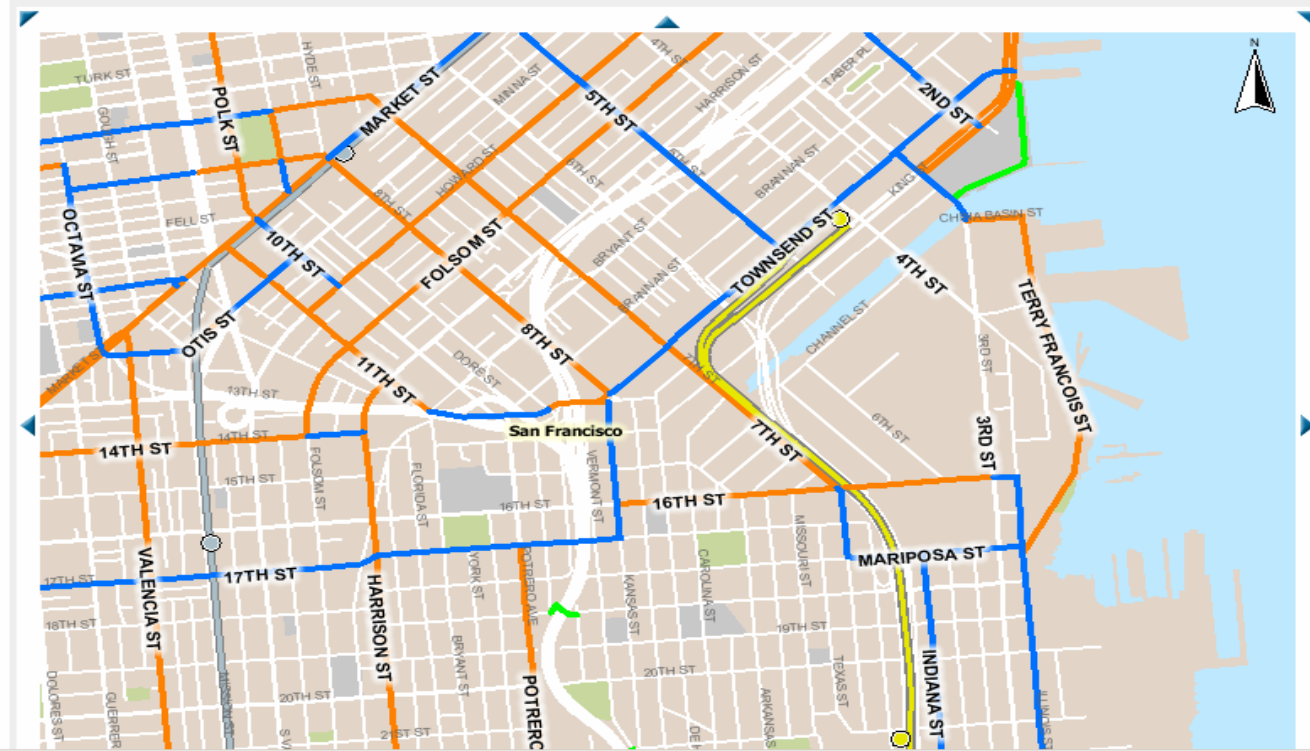 N
TURK ST
HYDE ST
GOUGH ST
POLK ST
MARKET ST
MINNA ST
4TH ST
HARRISON ST
TABER PL
5TH ST
2ND ST
6TH ST
BRANNAN ST
KING
HOWARD ST
6TH ST
8TH ST
FELL ST
OCTAVIA ST
10TH ST
FOLSOM ST
BRYANT ST
TOWNSEND ST
CHINA BASIN ST
4TH ST
BRANNAN ST
OTIS ST
8TH ST
CHANNEL ST
TERRY FRANCOIS ST
3RD ST
MARKET ST
13TH ST
11TH ST
DORE ST
7TH ST
San Francisco
7TH ST
6TH ST
3RD ST
14TH ST
14TH ST
15TH ST
FOLSOM ST
FLORIDA ST
16TH ST
VERMONT ST
16TH ST
MISSOURI ST
MARIPOSA ST
17TH ST
17TH ST
VALENCIA ST
HARRISON ST
YORK ST
POTRERO AVE
KANSAS ST
CAROLINA ST
18TH ST
19TH ST
BRYANT ST
20TH ST
TEXAS ST
INDIANA ST
DOLORES ST
GUERRER
MISSION ST
20TH ST
21ST ST
S VA
POTRERC
ARKANSAS
DE H
ILLINOIS ST